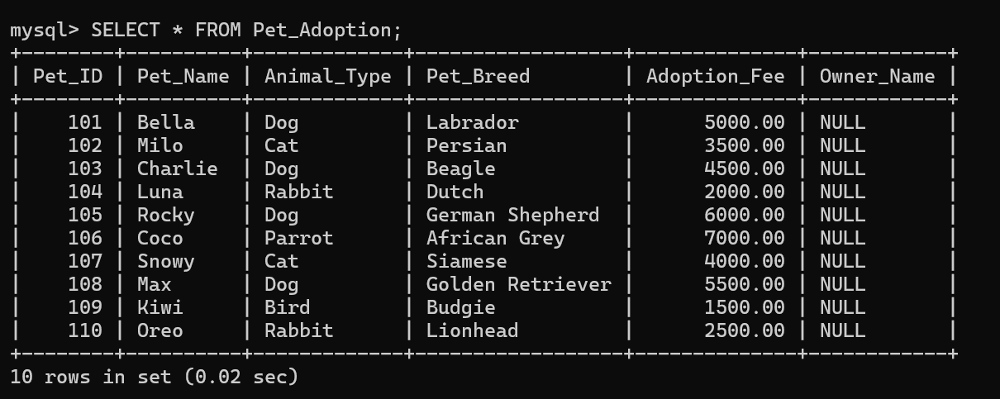 mysql> SELECT * FROM Pet_Adoption;
+--------+----------+-------------+------------------+--------------+------------+
| Pet_ID | Pet_Name | Animal_Type | Pet_Breed        | Adoption_Fee | Owner_Name |
+--------+----------+-------------+------------------+--------------+------------+
|    101 | Bella    | Dog         | Labrador         |      5000.00 | NULL       |
|    102 | Milo     | Cat         | Persian          |      3500.00 | NULL       |
|    103 | Charlie  | Dog         | Beagle           |      4500.00 | NULL       |
|    104 | Luna     | Rabbit      | Dutch            |      2000.00 | NULL       |
|    105 | Rocky    | Dog         | German Shepherd  |      6000.00 | NULL       |
|    106 | Coco     | Parrot      | African Grey     |      7000.00 | NULL       |
|    107 | Snowy    | Cat         | Siamese          |      4000.00 | NULL       |
|    108 | Max      | Dog         | Golden Retriever |      5500.00 | NULL       |
|    109 | Kiwi     | Bird        | Budgie           |      1500.00 | NULL       |
|    110 | Oreo     | Rabbit      | Lionhead         |      2500.00 | NULL       |
+--------+----------+-------------+------------------+--------------+------------+
10 rows in set (0.02 sec)